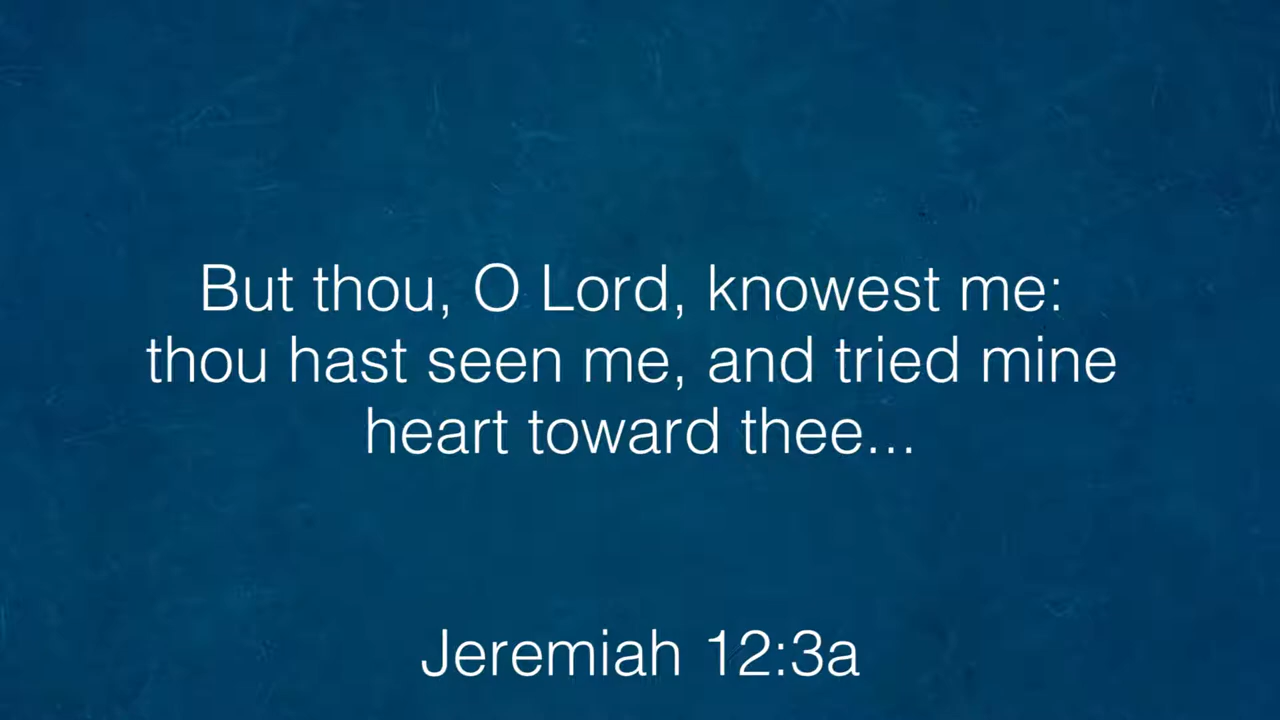 But thou, O Lord, knowest me:
thou hast seen me, and tried mine
heart toward thee...
Jeremiah 12:3a